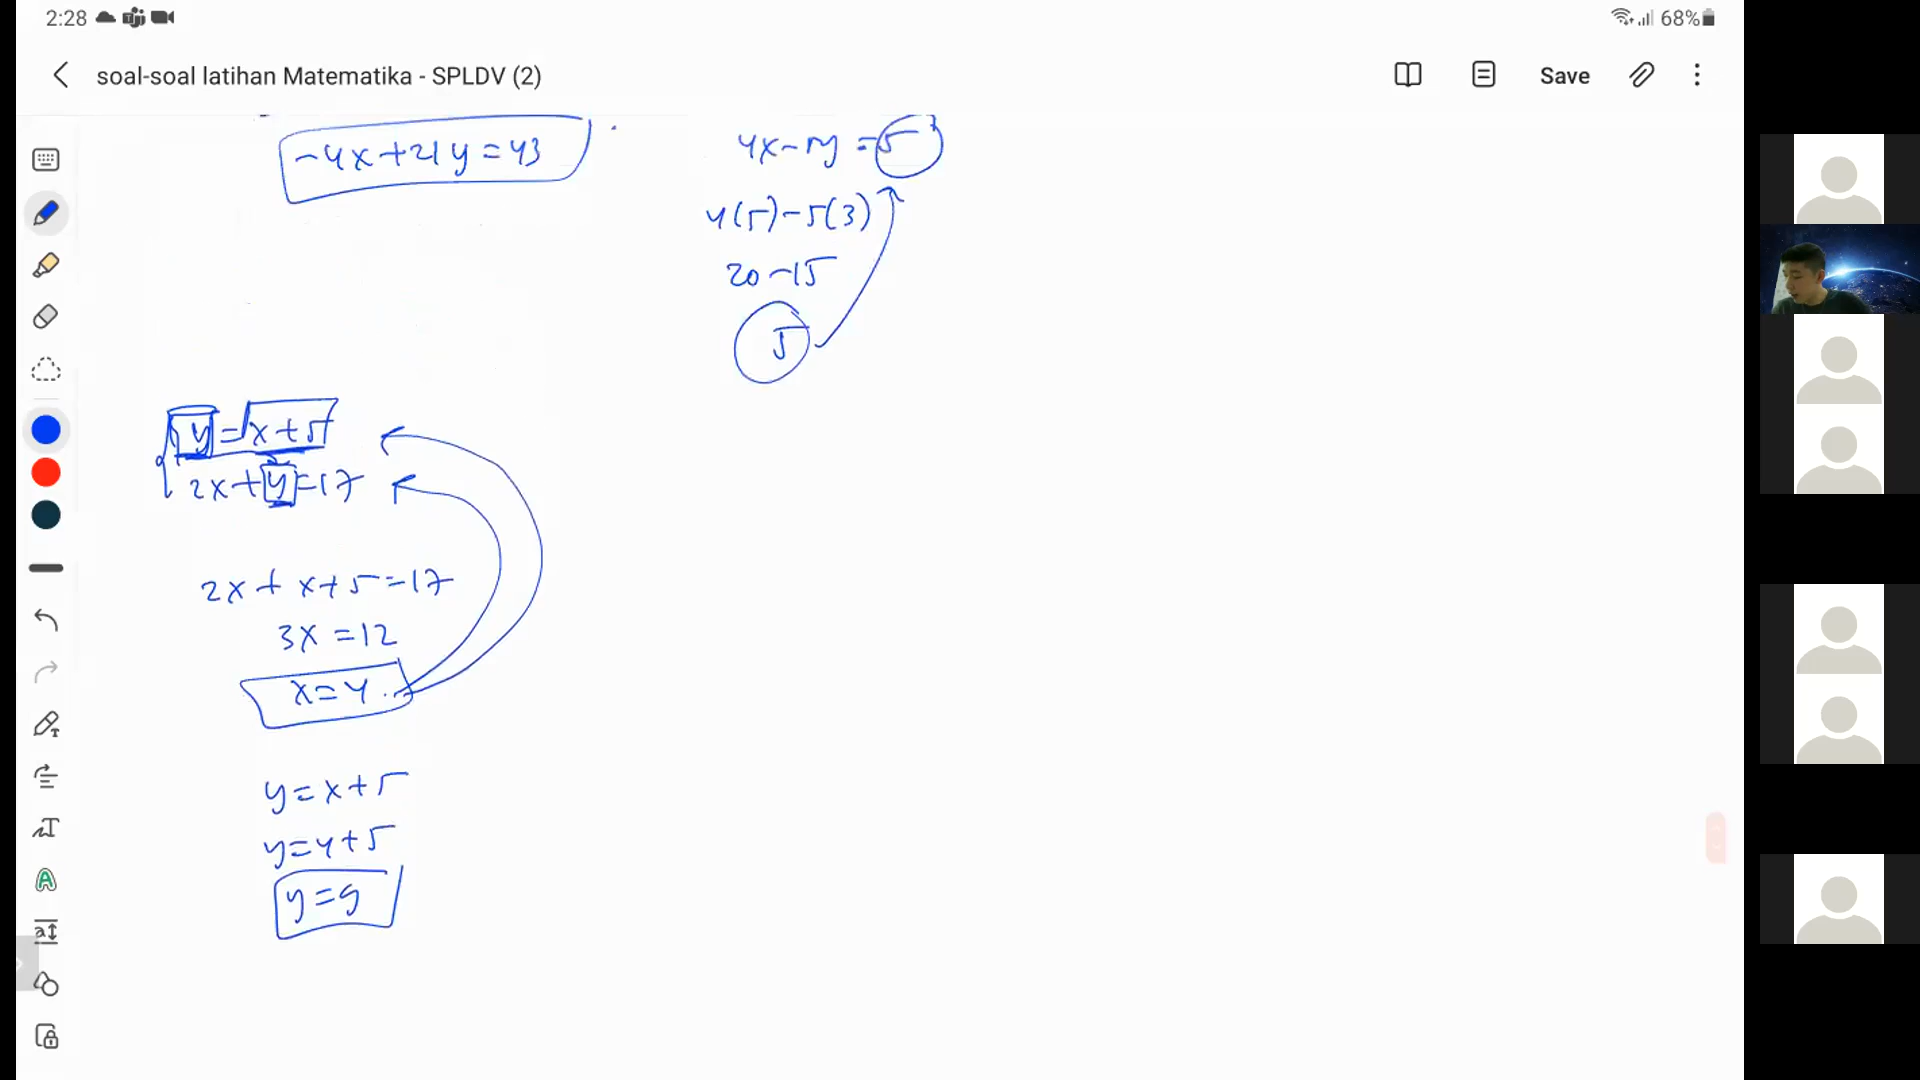 2:28
68%
soal-soal latihan Matematika - SPLDV (2)
Save
-4x+21y=43
4x-5y=5
4(5)-5(3)
20-15
5
y=x+5
2x+y=17
2x+x+5=17
3x=12
x=4
y=x+5
y=4+5
y=9